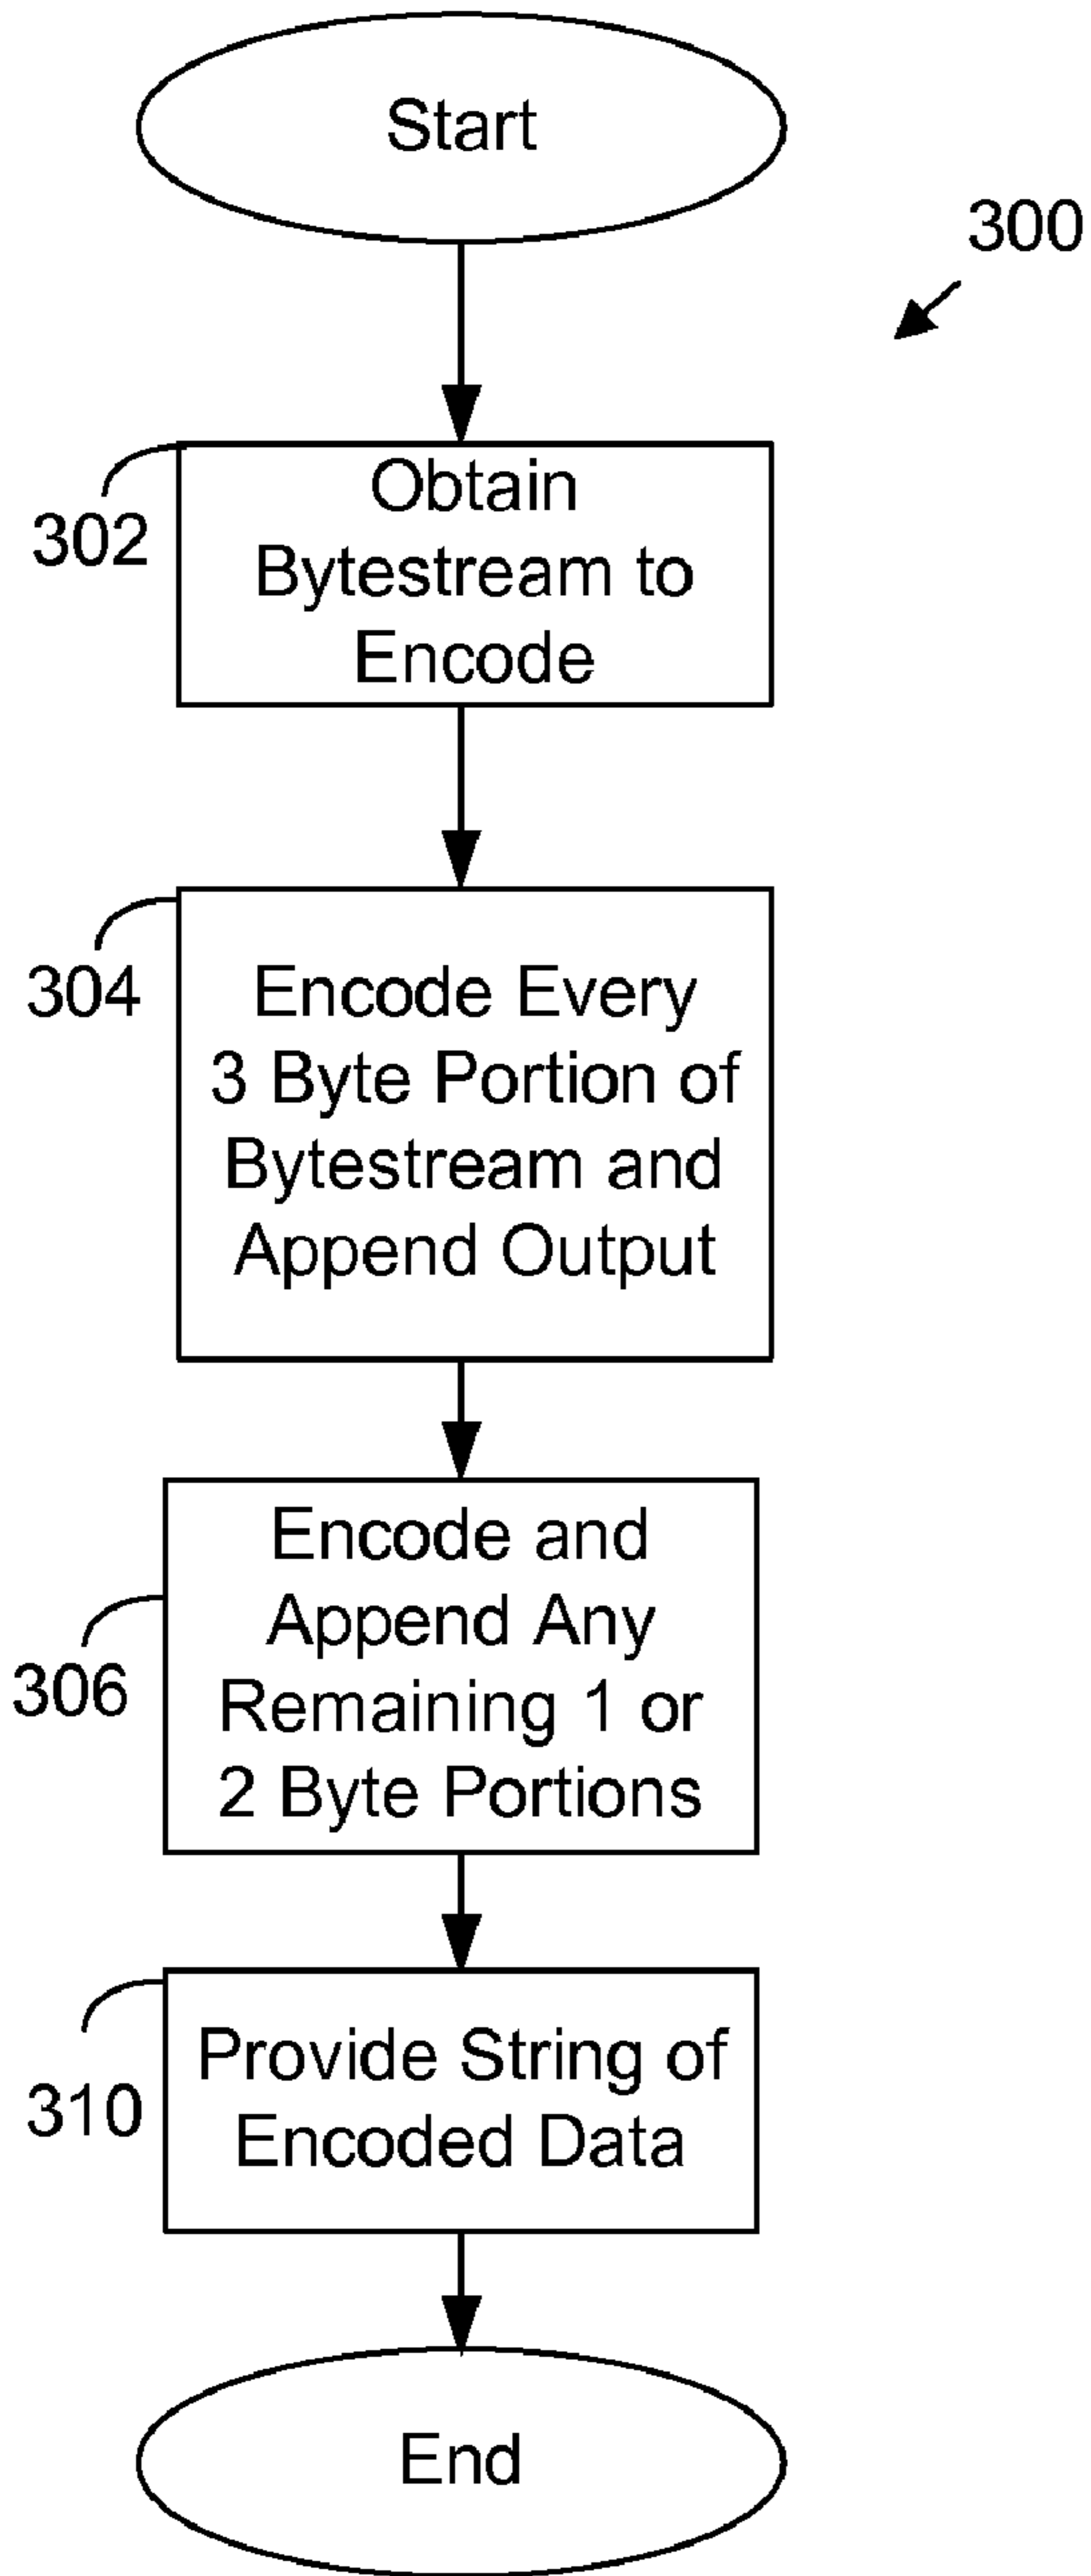 Start
300
302
Obtain
Bytestream to
Encode
304
Encode Every
3 Byte Portion of
Bytestream and
Append Output
306
Encode and
Append Any
Remaining 1 or
2 Byte Portions
310
Provide String of
Encoded Data
End